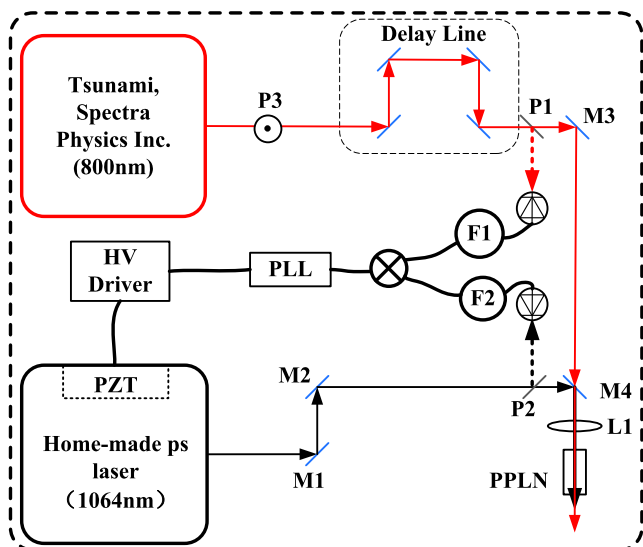 Delay Line
Tsunami,
Spectra
Physics Inc.
(800nm)
P3
P1
M3
F1
HV
Driver
PLL
F2
PZT
M2
P2
M4
L1
Home-made ps
laser
（1064nm）
M1
PPLN